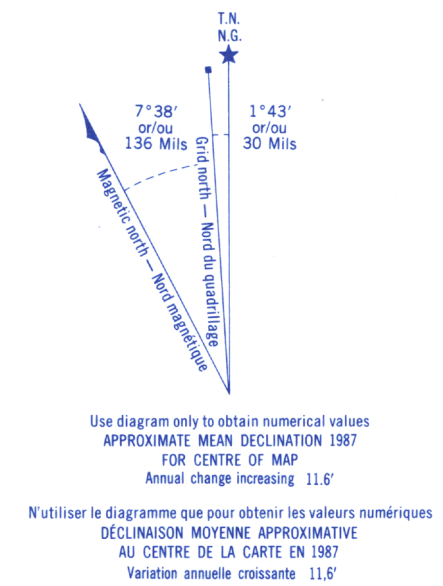 T.N.
N.G.
7°38′
or/ou
136 Mils
1°43′
or/ou
30 Mils
Grid north — Nord du quadrillage
Magnetic north — Nord magnétique
Use diagram only to obtain numerical values
APPROXIMATE MEAN DECLINATION 1987
FOR CENTRE OF MAP
Annual change increasing 11.6′
N'utiliser le diagramme que pour obtenir les valeurs numériques
DÉCLINAISON MOYENNE APPROXIMATIVE
AU CENTRE DE LA CARTE EN 1987
Variation annuelle croissante 11,6′